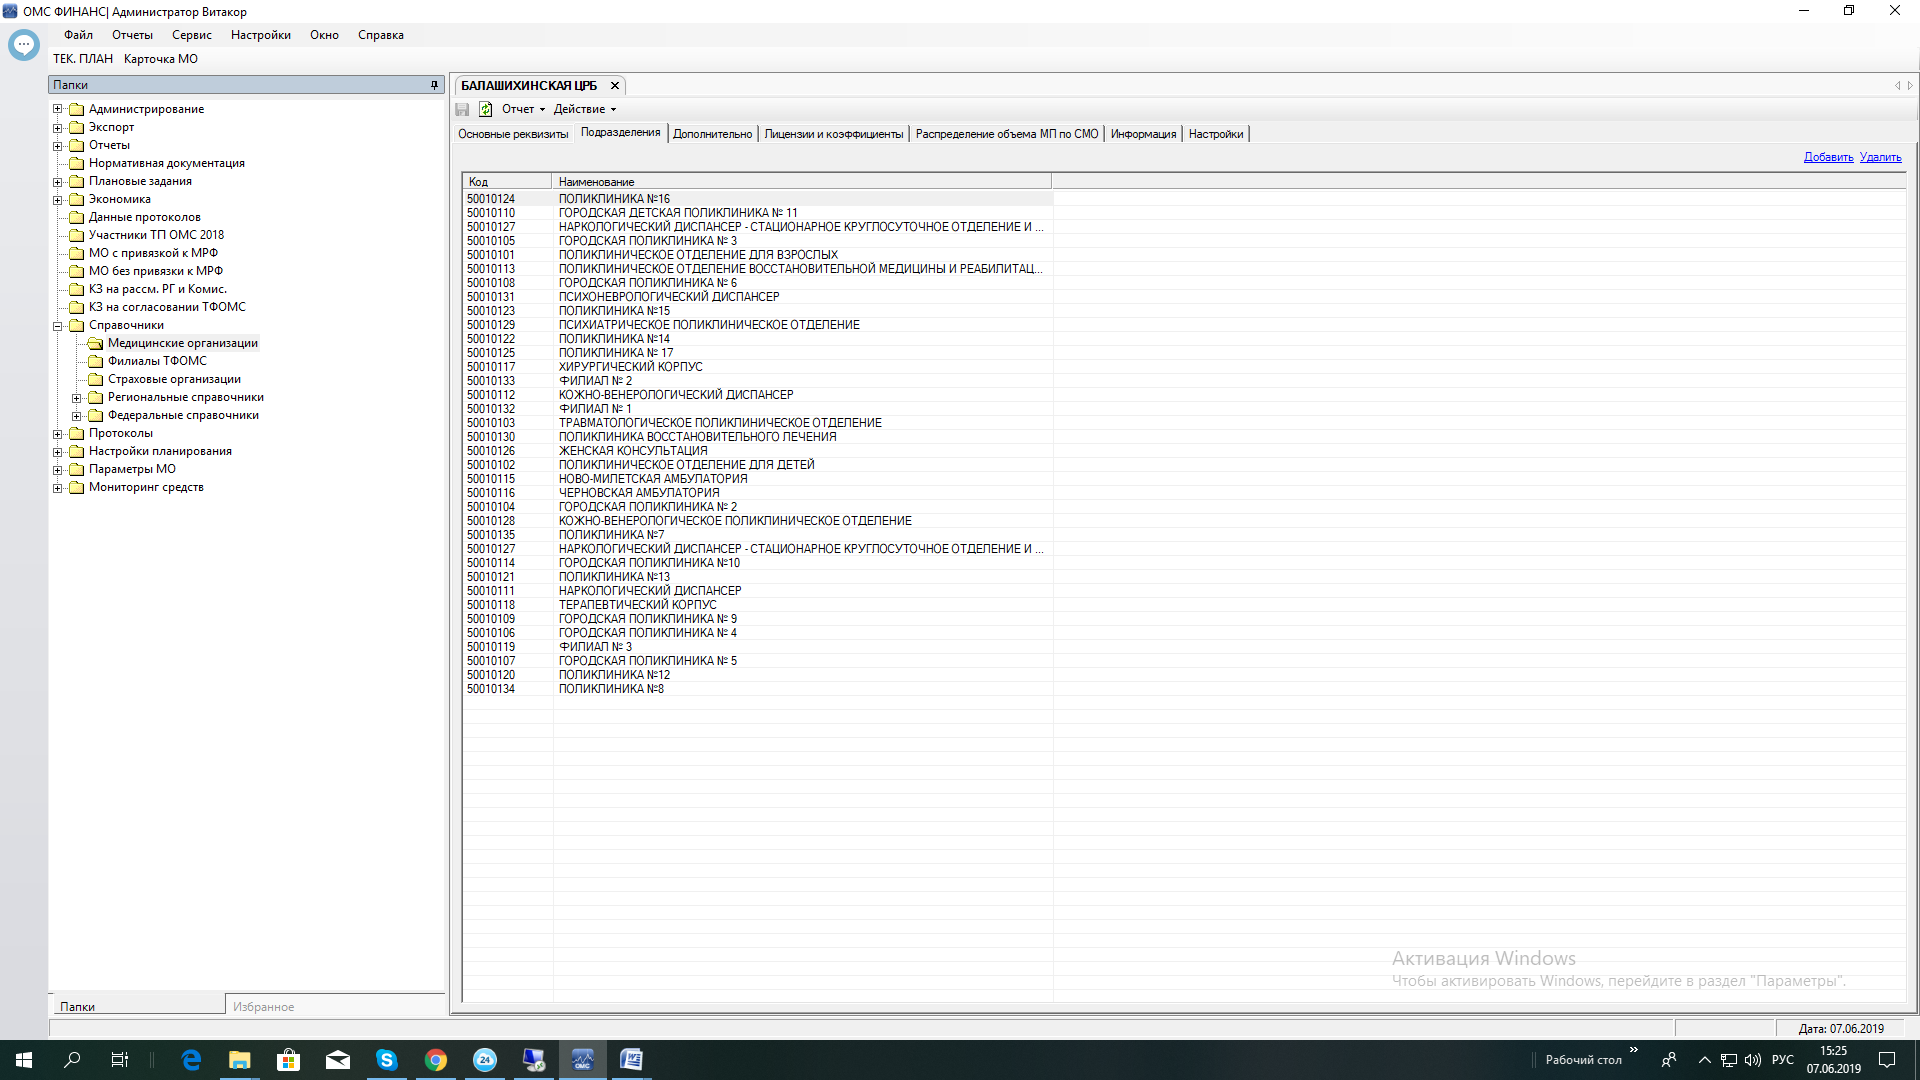 ОМС ФИНАНС| Администратор Витакор
Файл Отчеты Сервис Настройки Окно Справка
ТЕК. ПЛАН Карточка МО
Папки
Администрирование
Экспорт
Отчеты
Нормативная документация
Плановые задания
Экономика
Данные протоколов
Участники ТП ОМС 2018
МО с привязкой к МРФ
МО без привязки к МРФ
КЗ на рассм. РГ и Комис.
КЗ на согласовании ТФОМС
Справочники
Медицинские организации
Филиалы ТФОМС
Страховые организации
Региональные справочники
Федеральные справочники
Протоколы
Настройки планирования
Параметры МО
Мониторинг средств
Папки Избранное
БАЛАШИХИНСКАЯ ЦРБ
Отчет Действие
Основные реквизиты Подразделения Дополнительно Лицензии и коэффициенты Распределение объема МП по СМО Информация Настройки
Добавить Удалить
Код Наименование
50010124 ПОЛИКЛИНИКА №16
50010110 ГОРОДСКАЯ ДЕТСКАЯ ПОЛИКЛИНИКА № 11
50010127 НАРКОЛОГИЧЕСКИЙ ДИСПАНСЕР - СТАЦИОНАРНОЕ КРУГЛОСУТОЧНОЕ ОТДЕЛЕНИЕ И ...
50010105 ГОРОДСКАЯ ПОЛИКЛИНИКА № 3
50010101 ПОЛИКЛИНИЧЕСКОЕ ОТДЕЛЕНИЕ ДЛЯ ВЗРОСЛЫХ
50010113 ПОЛИКЛИНИЧЕСКОЕ ОТДЕЛЕНИЕ ВОССТАНОВИТЕЛЬНОЙ МЕДИЦИНЫ И РЕАБИЛИТАЦ...
50010108 ГОРОДСКАЯ ПОЛИКЛИНИКА № 6
50010131 ПСИХОНЕВРОЛОГИЧЕСКИЙ ДИСПАНСЕР
50010123 ПОЛИКЛИНИКА №15
50010129 ПСИХИАТРИЧЕСКОЕ ПОЛИКЛИНИЧЕСКОЕ ОТДЕЛЕНИЕ
50010122 ПОЛИКЛИНИКА №14
50010125 ПОЛИКЛИНИКА № 17
50010117 ХИРУРГИЧЕСКИЙ КОРПУС
50010133 ФИЛИАЛ № 2
50010112 КОЖНО-ВЕНЕРОЛОГИЧЕСКИЙ ДИСПАНСЕР
50010132 ФИЛИАЛ № 1
50010103 ТРАВМАТОЛОГИЧЕСКОЕ ПОЛИКЛИНИЧЕСКОЕ ОТДЕЛЕНИЕ
50010130 ПОЛИКЛИНИКА ВОССТАНОВИТЕЛЬНОГО ЛЕЧЕНИЯ
50010126 ЖЕНСКАЯ КОНСУЛЬТАЦИЯ
50010102 ПОЛИКЛИНИЧЕСКОЕ ОТДЕЛЕНИЕ ДЛЯ ДЕТЕЙ
50010115 НОВО-МИЛЕТСКАЯ АМБУЛАТОРИЯ
50010116 ЧЕРНОВСКАЯ АМБУЛАТОРИЯ
50010104 ГОРОДСКАЯ ПОЛИКЛИНИКА № 2
50010128 КОЖНО-ВЕНЕРОЛОГИЧЕСКОЕ ПОЛИКЛИНИЧЕСКОЕ ОТДЕЛЕНИЕ
50010135 ПОЛИКЛИНИКА №7
50010127 НАРКОЛОГИЧЕСКИЙ ДИСПАНСЕР - СТАЦИОНАРНОЕ КРУГЛОСУТОЧНОЕ ОТДЕЛЕНИЕ И ...
50010114 ГОРОДСКАЯ ПОЛИКЛИНИКА №10
50010121 ПОЛИКЛИНИКА №13
50010111 НАРКОЛОГИЧЕСКИЙ ДИСПАНСЕР
50010118 ТЕРАПЕВТИЧЕСКИЙ КОРПУС
50010109 ГОРОДСКАЯ ПОЛИКЛИНИКА № 9
50010106 ГОРОДСКАЯ ПОЛИКЛИНИКА № 4
50010119 ФИЛИАЛ № 3
50010107 ГОРОДСКАЯ ПОЛИКЛИНИКА № 5
50010120 ПОЛИКЛИНИКА №12
50010134 ПОЛИКЛИНИКА №8
Активация Windows
Чтобы активировать Windows, перейдите в раздел "Параметры".
Дата: 07.06.2019
24
ОМС
Рабочий стол
РУС
15:25
07.06.2019